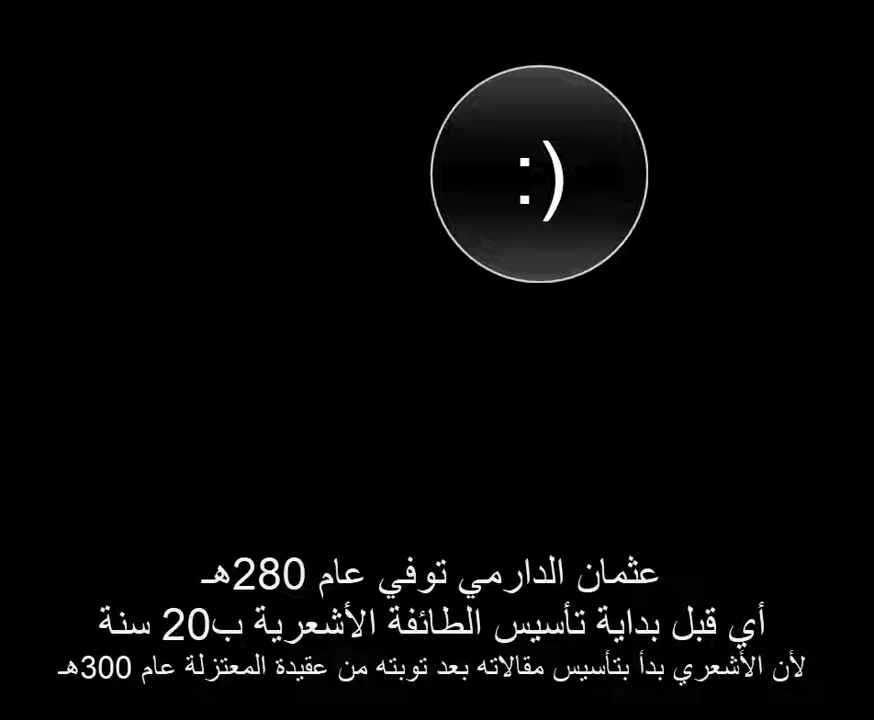 :)
عثمان الدارمي توفي عام 280هـ
أي قبل بداية تأسيس الطائفة الأشعرية ب20 سنة
لأن الأشعري بدأ بتأسيس مقالاته بعد توبته من عقيدة المعتزلة عام 300هـ